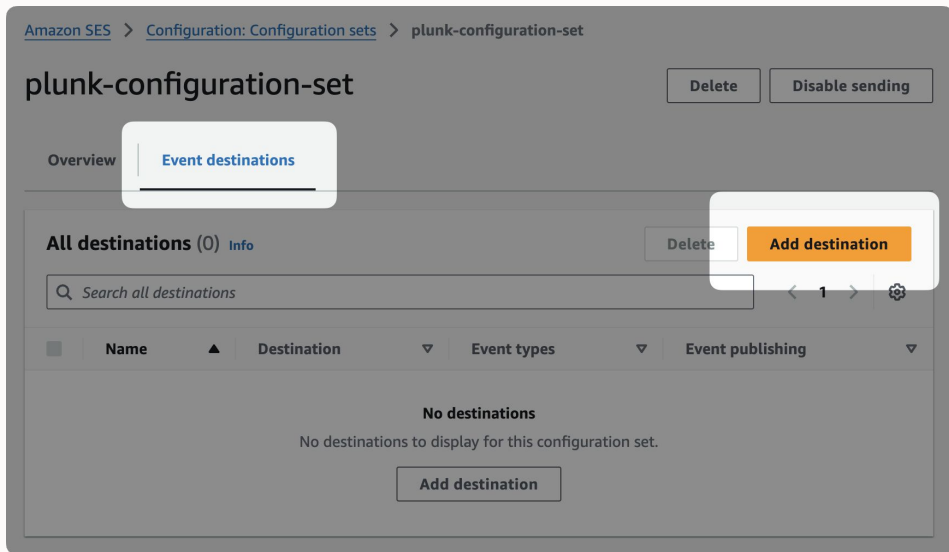 Amazon SES > Configuration: Configuration sets > plunk-configuration-set
plunk-configuration-set
Delete Disable sending
Overview Event destinations
All destinations (0) Info
Delete Add destination
Search all destinations
< 1 >
Name Destination Event types Event publishing
No destinations
No destinations to display for this configuration set.
Add destination